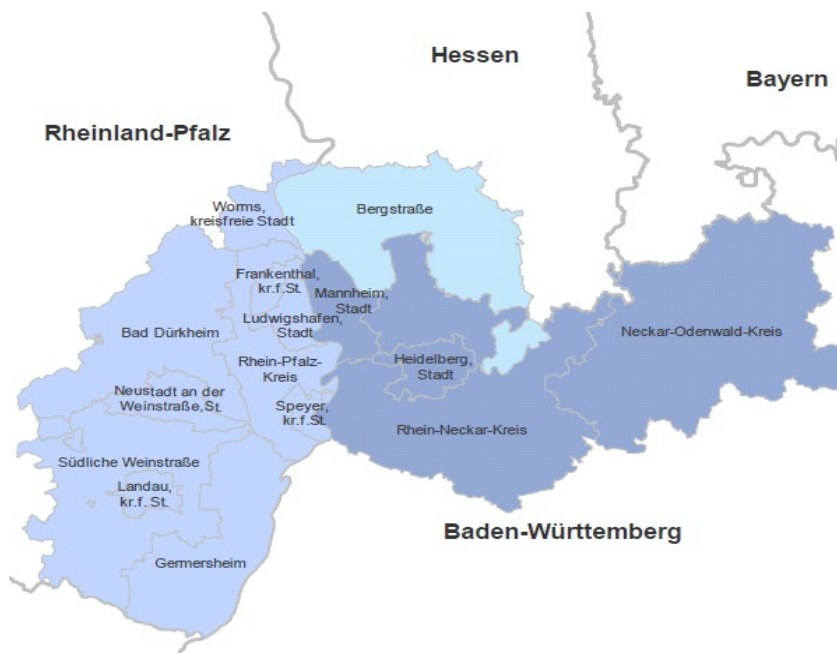 Hessen
Bayern
Rheinland-Pfalz
Worms,
kreisfreie Stadt
Bergstraße
Frankenthal,
kr.f.St.
Mannheim,
Stadt
Ludwigshafen,
Stadt
Bad Dürkheim
Neckar-Odenwald-Kreis
Rhein-Pfalz-
Kreis
Heidelberg,
Stadt
Neustadt an der
Weinstraße,St.
Speyer,
kr.f.St.
Rhein-Neckar-Kreis
Südliche Weinstraße
Landau,
kr.f. St.
Baden-Württemberg
Germersheim